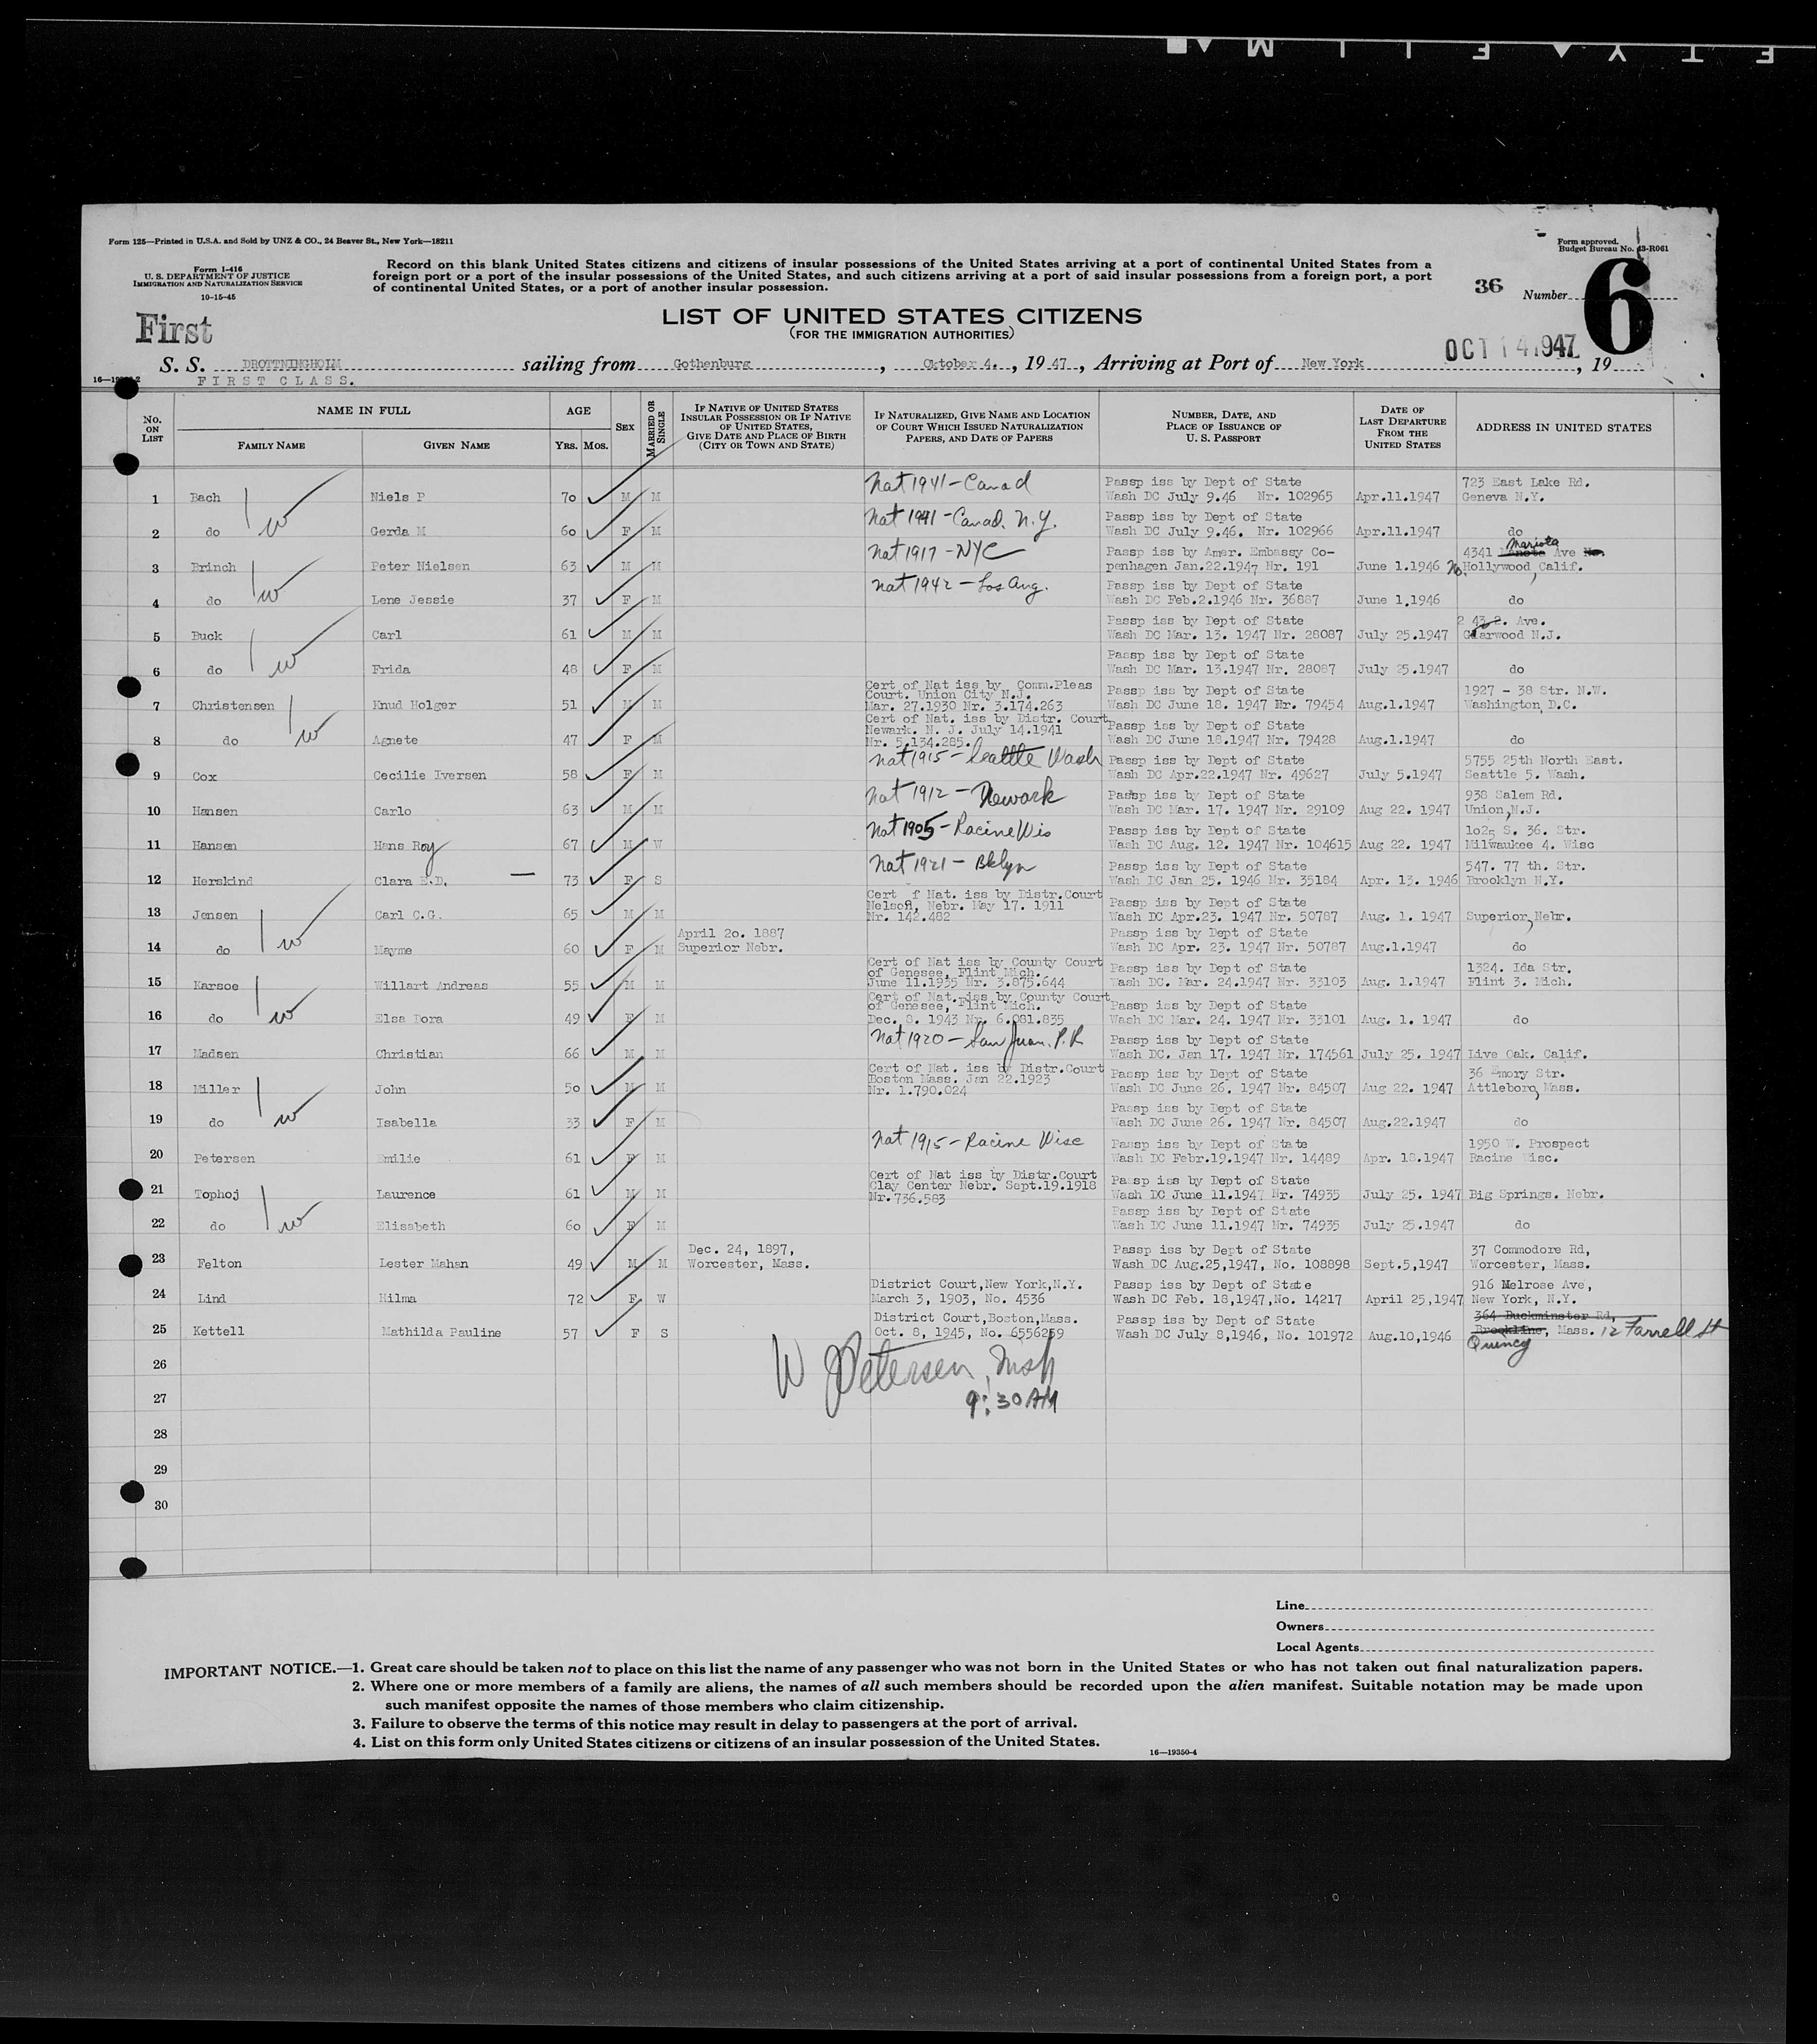 Form 125—Printed in U.S.A. and Sold by UNZ & CO., 24 Beaver St., New York—18211
Form I-416
U. S. DEPARTMENT OF JUSTICE
IMMIGRATION AND NATURALIZATION SERVICE
10-15-45
Record on this blank United States citizens and citizens of insular possessions of the United States arriving at a port of continental United States from a
foreign port or a port of the insular possessions of the United States, and such citizens arriving at a port of said insular possessions from a foreign port, a port
of continental United States, or a port of another insular possession.
Form approved.
Budget Bureau No. 43-R061
36 Number 6
First
LIST OF UNITED STATES CITIZENS
(FOR THE IMMIGRATION AUTHORITIES)
OCT 14 1947
S. S. DROTTNINGHOLM sailing from Gothenburg, Oktober 4., 1947, Arriving at Port of New York, 19
FIRST CLASS.
No. ON LIST
NAME IN FULL
FAMILY NAME GIVEN NAME
AGE
YRS. MOS.
SEX
MARRIED OR SINGLE
IF NATIVE OF UNITED STATES
INSULAR POSSESSION OR IF NATIVE
OF UNITED STATES,
GIVE DATE AND PLACE OF BIRTH
(CITY OR TOWN AND STATE)
IF NATURALIZED, GIVE NAME AND LOCATION
OF COURT WHICH ISSUED NATURALIZATION
PAPERS, AND DATE OF PAPERS
NUMBER, DATE, AND
PLACE OF ISSUANCE OF
U. S. PASSPORT
DATE OF
LAST DEPARTURE
FROM THE
UNITED STATES
ADDRESS IN UNITED STATES
Nat 1941 - Canad Passp iss by Dept of State 723 East Lake Rd.
1 Bach Niels P 70 M M Wash DC July 9.46 Nr. 102965 Apr.11.1947 Geneva N.Y.
Nat 1941 - Canad. N.Y. Passp iss by Dept of State
2 do Gerda M 60 F M Wash DC July 9.46. Nr. 102966 Apr.11.1947 do
Nat 1917 - NYC Passp iss by Amer. Embassy Co- 4341 Mariota Ave No.
3 Brinch Peter Nielsen 63 M M penhagen Jan.22.1947 Nr. 191 June 1.1946 No. Hollywood, Calif.
Nat 1942 - Los Ang. Passp iss by Dept of State
4 do Lene Jessie 37 F M Wash DC Feb.2.1946 Nr. 36887 June 1.1946 do
Passp iss by Dept of State 2 43 2. Ave.
5 Buck Carl 61 M M Wash DC Mar. 13. 1947 Nr. 28087 July 25.1947 Garwood N.J.
Passp iss by Dept of State
6 do Frida 48 F M Wash DC Mar. 13.1947 Nr. 28087 July 25.1947 do
Cert of Nat iss by Comm.Pleas
Court. Union City N.J. Passp iss by Dept of State 1927 - 38 Str. N.W.
7 Christensen Knud Holger 51 M M Mar. 27.1930 Nr. 3.174.263 Wash DC June 18. 1947 Nr. 79454 Aug.1.1947 Washington, D.C.
Cert of Nat. iss by Distr. Court
Newark. N. J. July 14.1941 Passp iss by Dept of State
8 do Agnete 47 F M Nr. 5.134.285. Wash DC June 18.1947 Nr. 79428 Aug.1.1947 do
Nat 1915 - Seattle Wash Passp iss by Dept of State 5755 25th North East.
9 Cox Cecilie Iversen 58 F M Wash DC Apr.22.1947 Nr. 49627 July 5.1947 Seattle 5. Wash.
Nat 1912 - Newark Passp iss by Dept of State 938 Salem Rd.
10 Hansen Carlo 63 M M Wash DC Mar. 17. 1947 Nr. 29109 Aug 22. 1947 Union, N.J.
Nat 1905 - Racine Wis Passp iss by Dept of State 1025 S. 36. Str.
11 Hansen Hans Roy 67 M W Wash DC Aug. 12. 1947 Nr. 104615 Aug 22. 1947 Milwaukee 4. Wisc
Nat 1921 - Bklyn Passp iss by Dept of State 547. 77 th. Str.
12 Herskind Clara E.D. — 73 F S Wash DC Jan 25. 1946 Nr. 35184 Apr. 13. 1946 Brooklyn N.Y.
Cert f Nat. iss by Distr.Court
Nelson, Nebr. May 17. 1911 Passp iss by Dept of State
13 Jensen Carl C.G. 65 M M Nr. 142.482 Wash DC Apr.23. 1947 Nr. 50787 Aug. 1. 1947 Superior, Nebr.
April 20. 1887 Passp iss by Dept of State
14 do Mayme 60 F M Superior Nebr. Wash DC Apr. 23. 1947 Nr. 50787 Aug.1.1947 do
Cert of Nat iss by County Court
of Genesee, Flint Mich. Passp iss by Dept of State 1324. Ida Str.
15 Karsoe Willart Andreas 55 M M June 11.1935 Nr. 3.875.644 Wash DC. Mar. 24.1947 Nr. 33103 Aug. 1.1947 Flint 3. Mich.
Cert of Nat. iss by County Court
of Genesee, Flint Mich. Passp iss by Dept of State
16 do Elsa Dora 49 F M Dec. 8. 1943 Nr. 6.081.835 Wash DC Mar. 24. 1947 Nr. 33101 Aug. 1. 1947 do
Nat 1920 - San Juan. P.R Passp iss by Dept of State
17 Madsen Christian 66 M M Wash DC. Jan 17. 1947 Nr. 174561 July 25. 1947 Live Oak. Calif.
Cert of Nat. iss by Distr.Court
Boston Mass. Jan 22.1923 Passp iss by Dept of State 36 Emory Str.
18 Miller John 50 M M Nr. 1.790.024 Wash DC June 26. 1947 Nr. 84507 Aug 22. 1947 Attleboro, Mass.
Passp iss by Dept of State
19 do Isabella 33 F M Wash DC June 26. 1947 Nr. 84507 Aug.22.1947 do
Nat 1915 - Racine Wisc Passp iss by Dept of State 1950 W. Prospect
20 Petersen Emilie 61 F M Wash DC Febr.19.1947 Nr. 14489 Apr. 18.1947 Racine Wisc.
Cert of Nat iss by Distr.Court
Clay Center Nebr. Sept.19.1918 Passp iss by Dept of State
21 Tophoj Laurence 61 M M Nr.736.583 Wash DC June 11.1947 Nr. 74935 July 25. 1947 Big Springs. Nebr.
Passp iss by Dept of State
22 do Elisabeth 60 F M Wash DC June 11.1947 Nr. 74935 July 25.1947 do
Dec. 24, 1897, Passp iss by Dept of State 37 Commodore Rd,
23 Felton Lester Mahan 49 M M Worcester, Mass. Wash DC Aug.25,1947, No. 108898 Sept.5,1947 Worcester, Mass.
District Court,New York,N.Y. Passp iss by Dept of State 916 Melrose Ave,
24 Lind Hilma 72 F W March 3, 1903, No. 4536 Wash DC Feb. 18,1947,No. 14217 April 25,1947 New York, N.Y.
District Court,Boston,Mass. Passp iss by Dept of State 364 Buckminster Rd,
25 Kettell Mathilda Pauline 57 F S Oct. 8, 1945, No. 6556259 Wash DC July 8,1946, No. 101972 Aug.10,1946 Brookline, Mass. 12 Farrell St
Quincy
26
W Petersen, Insp
27
9:30 AM
28
29
30
Line
Owners
Local Agents
IMPORTANT NOTICE.—1. Great care should be taken not to place on this list the name of any passenger who was not born in the United States or who has not taken out final naturalization papers.
2. Where one or more members of a family are aliens, the names of all such members should be recorded upon the alien manifest. Suitable notation may be made upon
such manifest opposite the names of those members who claim citizenship.
3. Failure to observe the terms of this notice may result in delay to passengers at the port of arrival.
4. List on this form only United States citizens or citizens of an insular possession of the United States.
16—19350-4